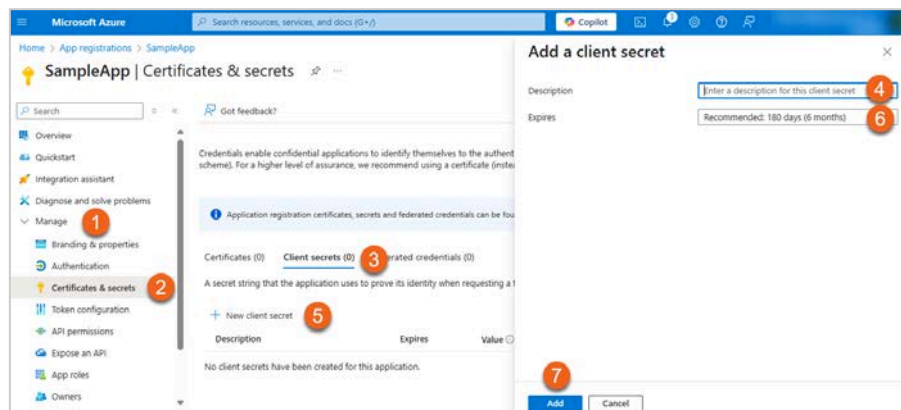 Microsoft Azure
Search resources, services, and docs (G+/)
Copilot
1
Home > App registrations > SampleApp
SampleApp | Certificates & secrets
...
Search
Got feedback?
Overview
Quickstart
Integration assistant
Diagnose and solve problems
Manage
1
Branding & properties
Authentication
Certificates & secrets
2
Token configuration
API permissions
Expose an API
App roles
Owners
Credentials enable confidential applications to identify themselves to the authent
scheme). For a higher level of assurance, we recommend using a certificate (inste
Application registration certificates, secrets and federated credentials can be fou
Certificates (0)
Client secrets (0)
3
erated credentials (0)
A secret string that the application uses to prove its identity when requesting a t
New client secret
5
Description
Expires
Value
No client secrets have been created for this application.
Add a client secret
Description
Enter a description for this client secret
4
Expires
Recommended: 180 days (6 months)
6
7
Add
Cancel